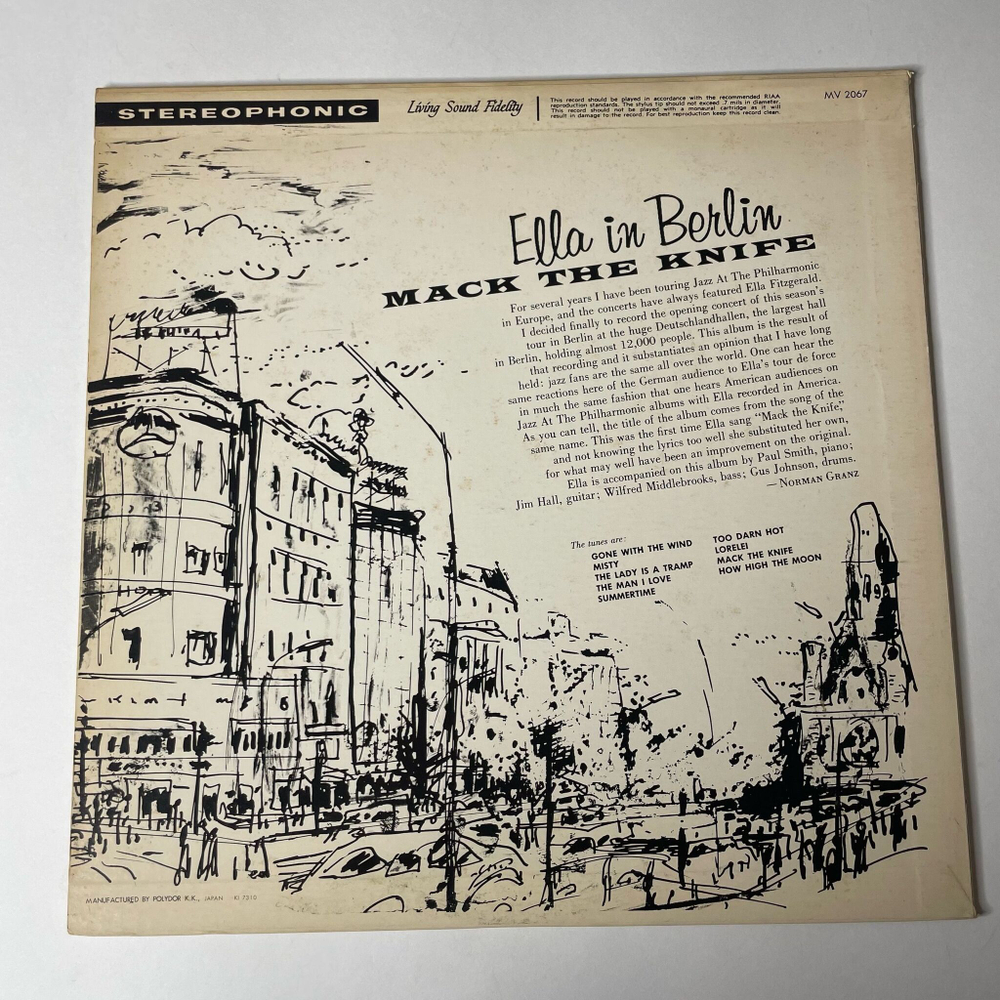 STEREOPHONIC
Living Sound Fidelity
This record should be played in accordance with the recommended RIAA
reproduction standards. The stylus tip should not exceed .7 mils in diameter.
This record should not be played with a monaural cartridge as it will
result in damage to the record. For best reproduction keep this record clean.
MV 2067
Ella in Berlin
MACK THE KNIFE
For several years I have been touring Jazz At The Philharmonic
in Europe, and the concerts have always featured Ella Fitzgerald.
I decided finally to record the opening concert of this season's
tour in Berlin at the huge Deutschlandhallen, the largest hall
in Berlin, holding almost 12,000 people. This album is the result of
that recording and it substantiates an opinion that I have long
held: jazz fans are the same all over the world. One can hear the
same reactions here of the German audience to Ella's tour de force
in much the same fashion that one hears American audiences on
Jazz At The Philharmonic albums with Ella recorded in America.
As you can tell, the title of the album comes from the song of the
same name. This was the first time Ella sang "Mack the Knife,"
and not knowing the lyrics too well she substituted her own,
for what may well have been an improvement on the original.
Ella is accompanied on this album by Paul Smith, piano;
Jim Hall, guitar; Wilfred Middlebrooks, bass; Gus Johnson, drums.
—NORMAN GRANZ
The tunes are:
GONE WITH THE WIND
MISTY
THE LADY IS A TRAMP
THE MAN I LOVE
SUMMERTIME
TOO DARN HOT
LORELEI
MACK THE KNIFE
HOW HIGH THE MOON
MANUFACTURED BY POLYDOR K.K., JAPAN